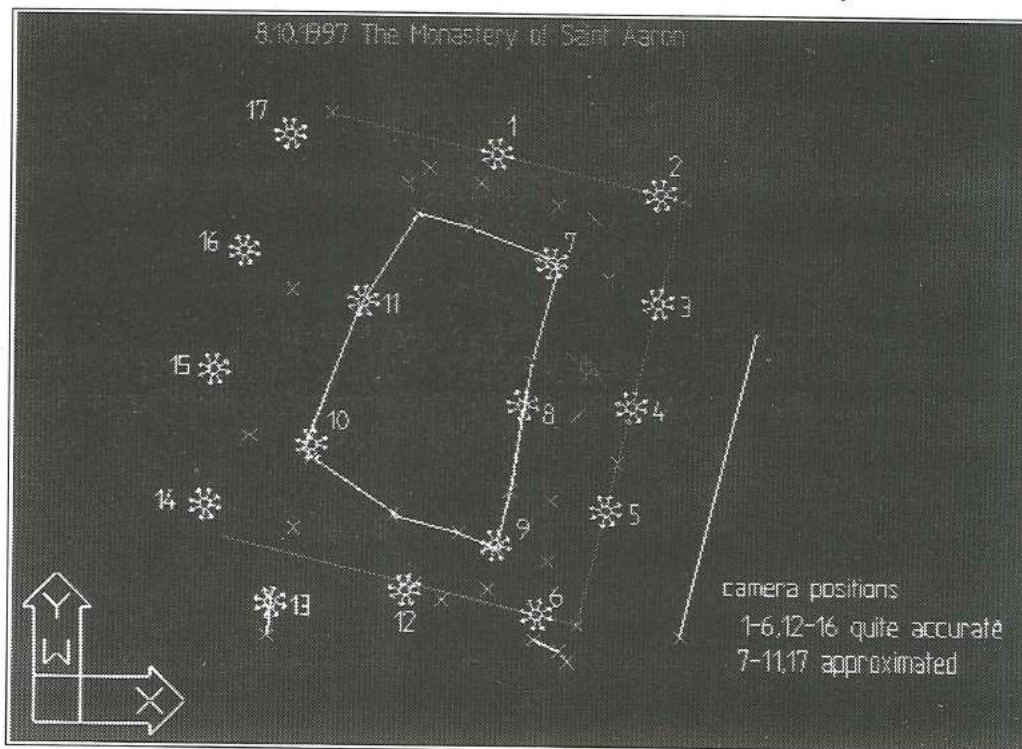 8.10.1997 The Monastery of Saint Aaron
17
1
2
16
7
11
3
15
8
4
10
14
9
5
13
12
6
camera positions
1-6,12-16 quite accurate
7-11,17 approximated
Y
W
X